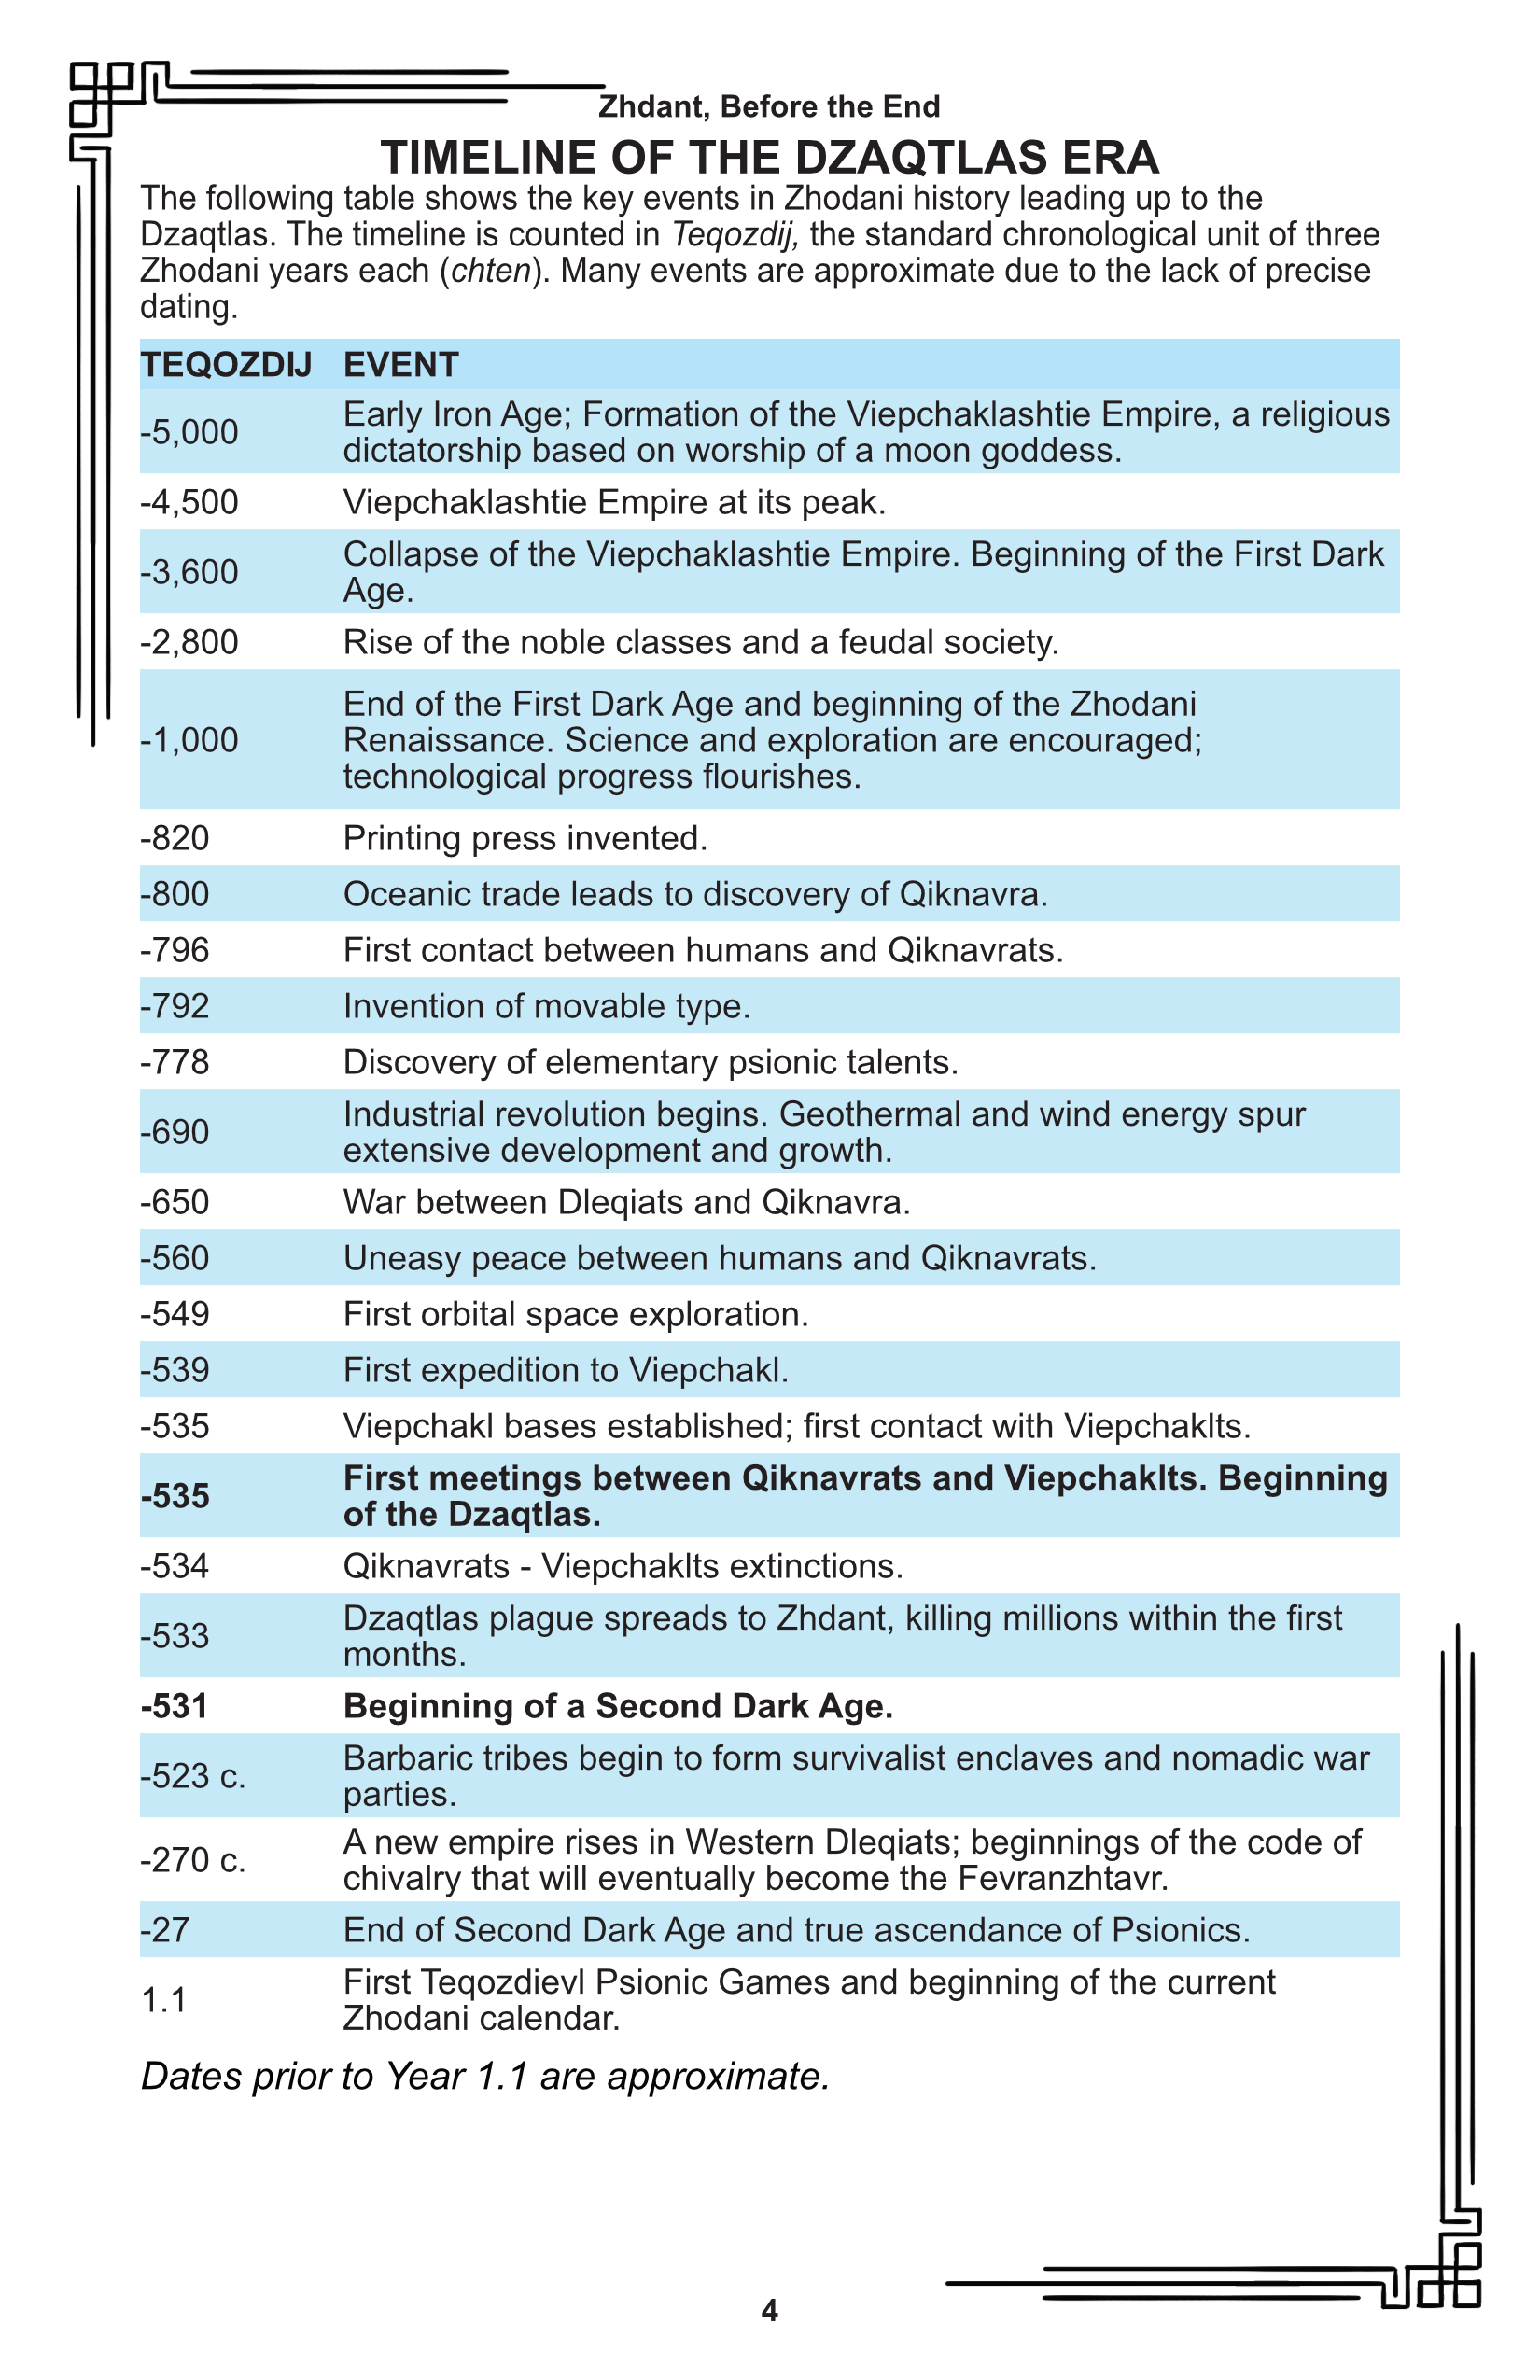 Zhdant, Before the End
TIMELINE OF THE DZAQTLAS ERA
The following table shows the key events in Zhodani history leading up to the
Dzaqtlas. The timeline is counted in Teqozdij, the standard chronological unit of three
Zhodani years each (chten). Many events are approximate due to the lack of precise
dating.
TEQOZDIJ EVENT
-5,000 Early Iron Age; Formation of the Viepchaklashtie Empire, a religious
dictatorship based on worship of a moon goddess.
-4,500 Viepchaklashtie Empire at its peak.
-3,600 Collapse of the Viepchaklashtie Empire. Beginning of the First Dark
Age.
-2,800 Rise of the noble classes and a feudal society.
-1,000 End of the First Dark Age and beginning of the Zhodani
Renaissance. Science and exploration are encouraged;
technological progress flourishes.
-820 Printing press invented.
-800 Oceanic trade leads to discovery of Qiknavra.
-796 First contact between humans and Qiknavrats.
-792 Invention of movable type.
-778 Discovery of elementary psionic talents.
-690 Industrial revolution begins. Geothermal and wind energy spur
extensive development and growth.
-650 War between Dleqiats and Qiknavra.
-560 Uneasy peace between humans and Qiknavrats.
-549 First orbital space exploration.
-539 First expedition to Viepchakl.
-535 Viepchakl bases established; first contact with Viepchaklts.
-535 First meetings between Qiknavrats and Viepchaklts. Beginning
of the Dzaqtlas.
-534 Qiknavrats - Viepchaklts extinctions.
-533 Dzaqtlas plague spreads to Zhdant, killing millions within the first
months.
-531 Beginning of a Second Dark Age.
-523 c. Barbaric tribes begin to form survivalist enclaves and nomadic war
parties.
-270 c. A new empire rises in Western Dleqiats; beginnings of the code of
chivalry that will eventually become the Fevranzhtavr.
-27 End of Second Dark Age and true ascendance of Psionics.
1.1 First Teqozdievl Psionic Games and beginning of the current
Zhodani calendar.
Dates prior to Year 1.1 are approximate.
4